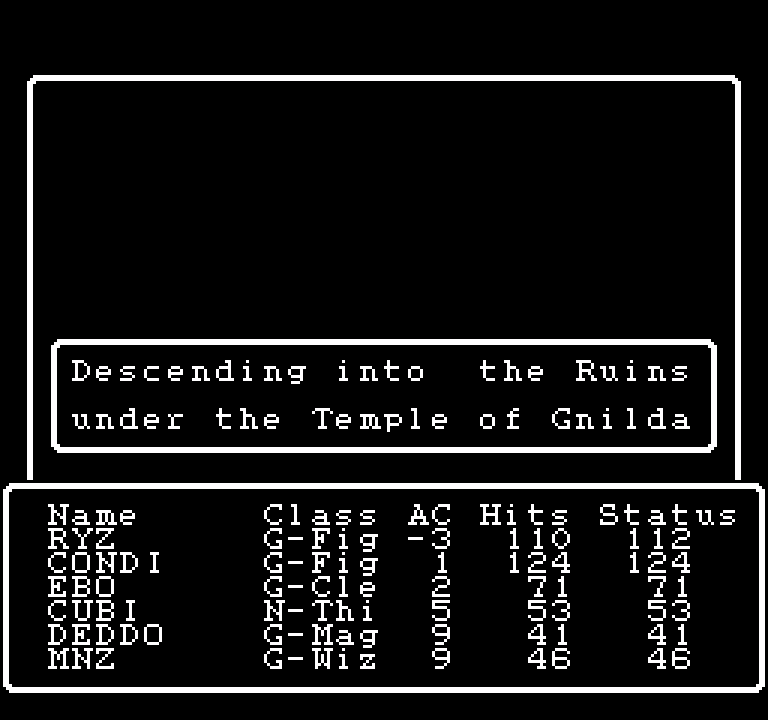 Descending into  the Ruins
under the Temple of Gnilda
Name Class AC Hits Status
RYZ G-Fig -3 110 112
CONDI G-Fig 1 124 124
EBO G-Cle 2 71 71
CUBI N-Thi 5 53 53
DEDDO G-Mag 9 41 41
MNZ G-Wiz 9 46 46